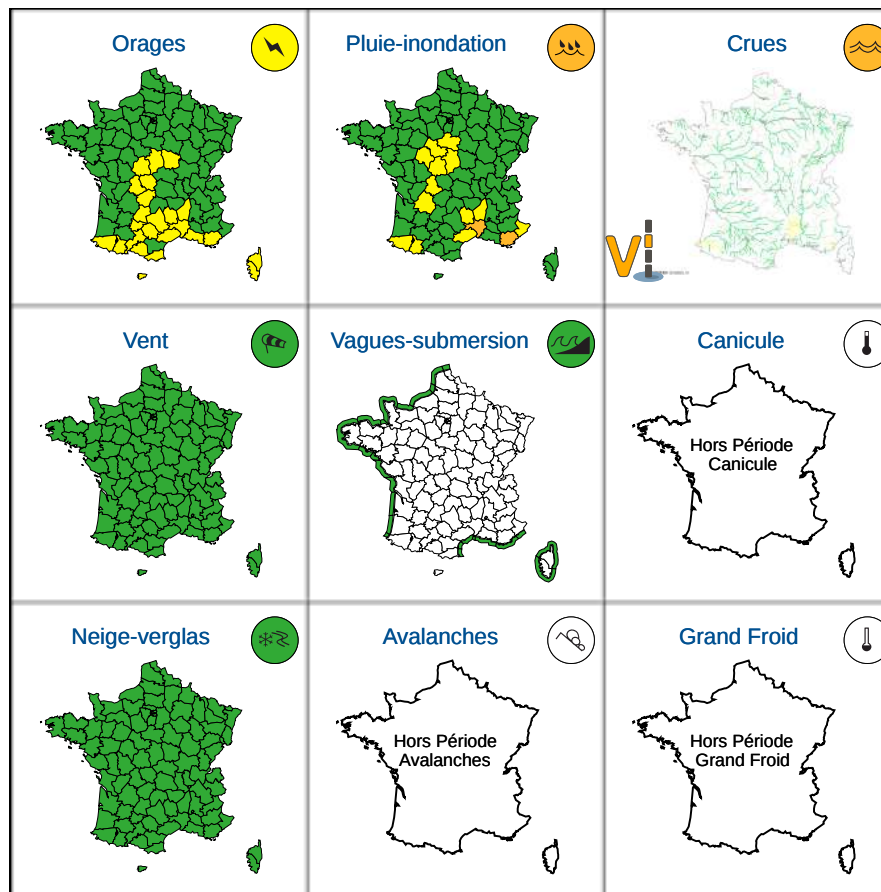 Orages
Pluie-inondation
Crues
Vi
Vent
Vagues-submersion
Canicule
Hors Période
Canicule
Neige-verglas
Avalanches
Grand Froid
Hors Période
Avalanches
Hors Période
Grand Froid